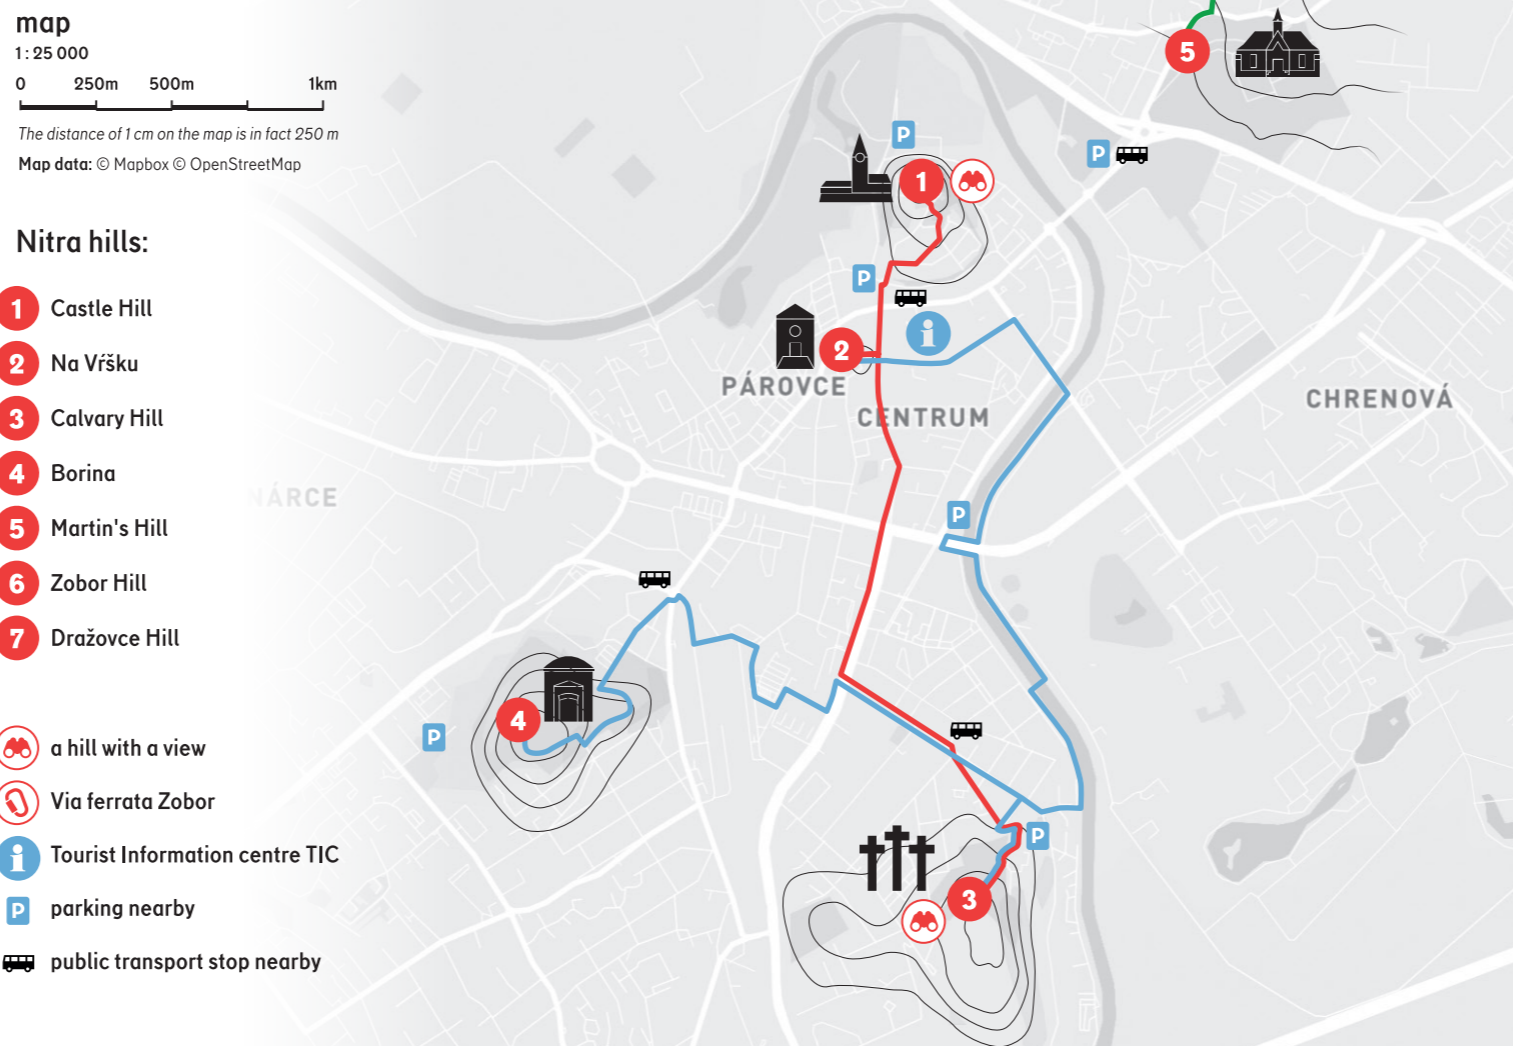 map
1 : 25 000
0 250m 500m 1km
The distance of 1 cm on the map is in fact 250 m
Map data: © Mapbox © OpenStreetMap
Nitra hills:
1 Castle Hill
2 Na Vŕšku
3 Calvary Hill
4 Borina
5 Martin's Hill
6 Zobor Hill
7 Dražovce Hill
a hill with a view
Via ferrata Zobor
i Tourist Information centre TIC
P parking nearby
public transport stop nearby
5
P
P
1
P
i
2
PÁROVCE
CENTRUM
CHRENOVÁ
NÁRCE
P
4
P
P
3